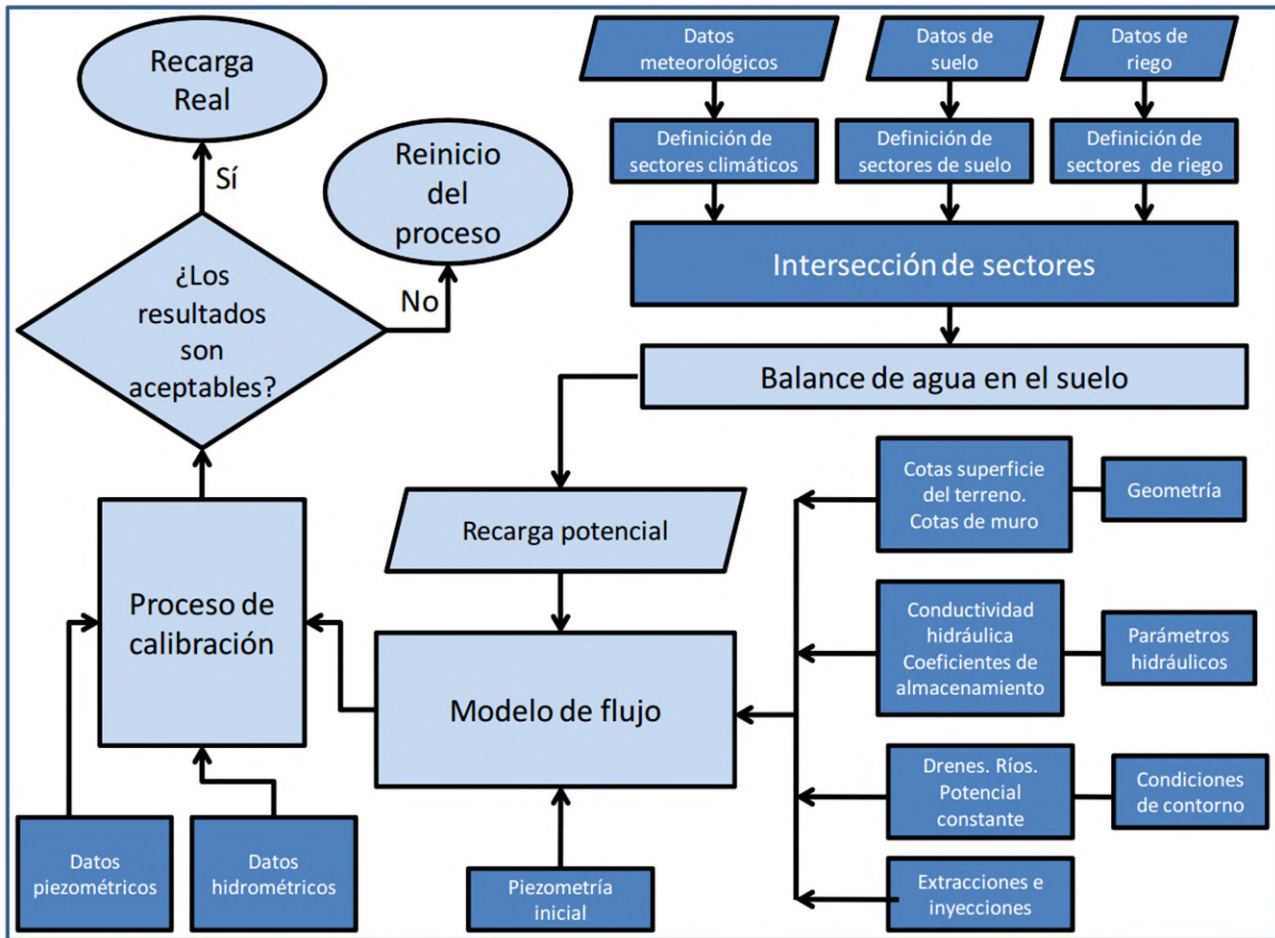 Recarga
Real
Sí
Reinicio
del
proceso
No
¿Los
resultados
son
aceptables?
Datos
meteorológicos
Datos de
suelo
Datos de
riego
Definición de
sectores climáticos
Definición de
sectores de suelo
Definición de
sectores de riego
Intersección de sectores
Balance de agua en el suelo
Recarga potencial
Modelo de flujo
Proceso de
calibración
Datos
piezométricos
Datos
hidrométricos
Piezometría
inicial
Cotas superficie
del terreno.
Cotas de muro
Geometría
Conductividad
hidráulica
Coeficientes de
almacenamiento
Parámetros
hidráulicos
Drenes. Ríos.
Potencial
constante
Condiciones
de contorno
Extracciones e
inyecciones